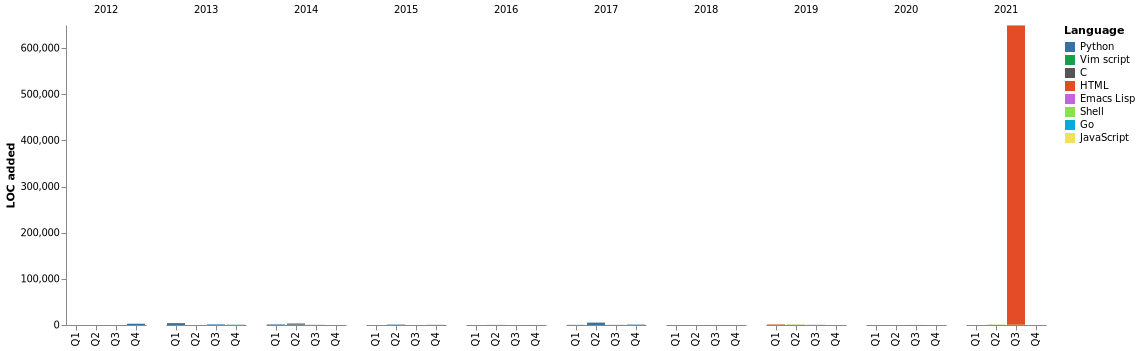 2012 2013 2014 2015 2016 2017 2018 2019 2020 2021
Language
Python
Vim script
C
HTML
Emacs Lisp
Shell
Go
JavaScript
LOC added
600,000
500,000
400,000
300,000
200,000
100,000
0
Q1 Q2 Q3 Q4 Q1 Q2 Q3 Q4 Q1 Q2 Q3 Q4 Q1 Q2 Q3 Q4 Q1 Q2 Q3 Q4 Q1 Q2 Q3 Q4 Q1 Q2 Q3 Q4 Q1 Q2 Q3 Q4 Q1 Q2 Q3 Q4 Q1 Q2 Q3 Q4